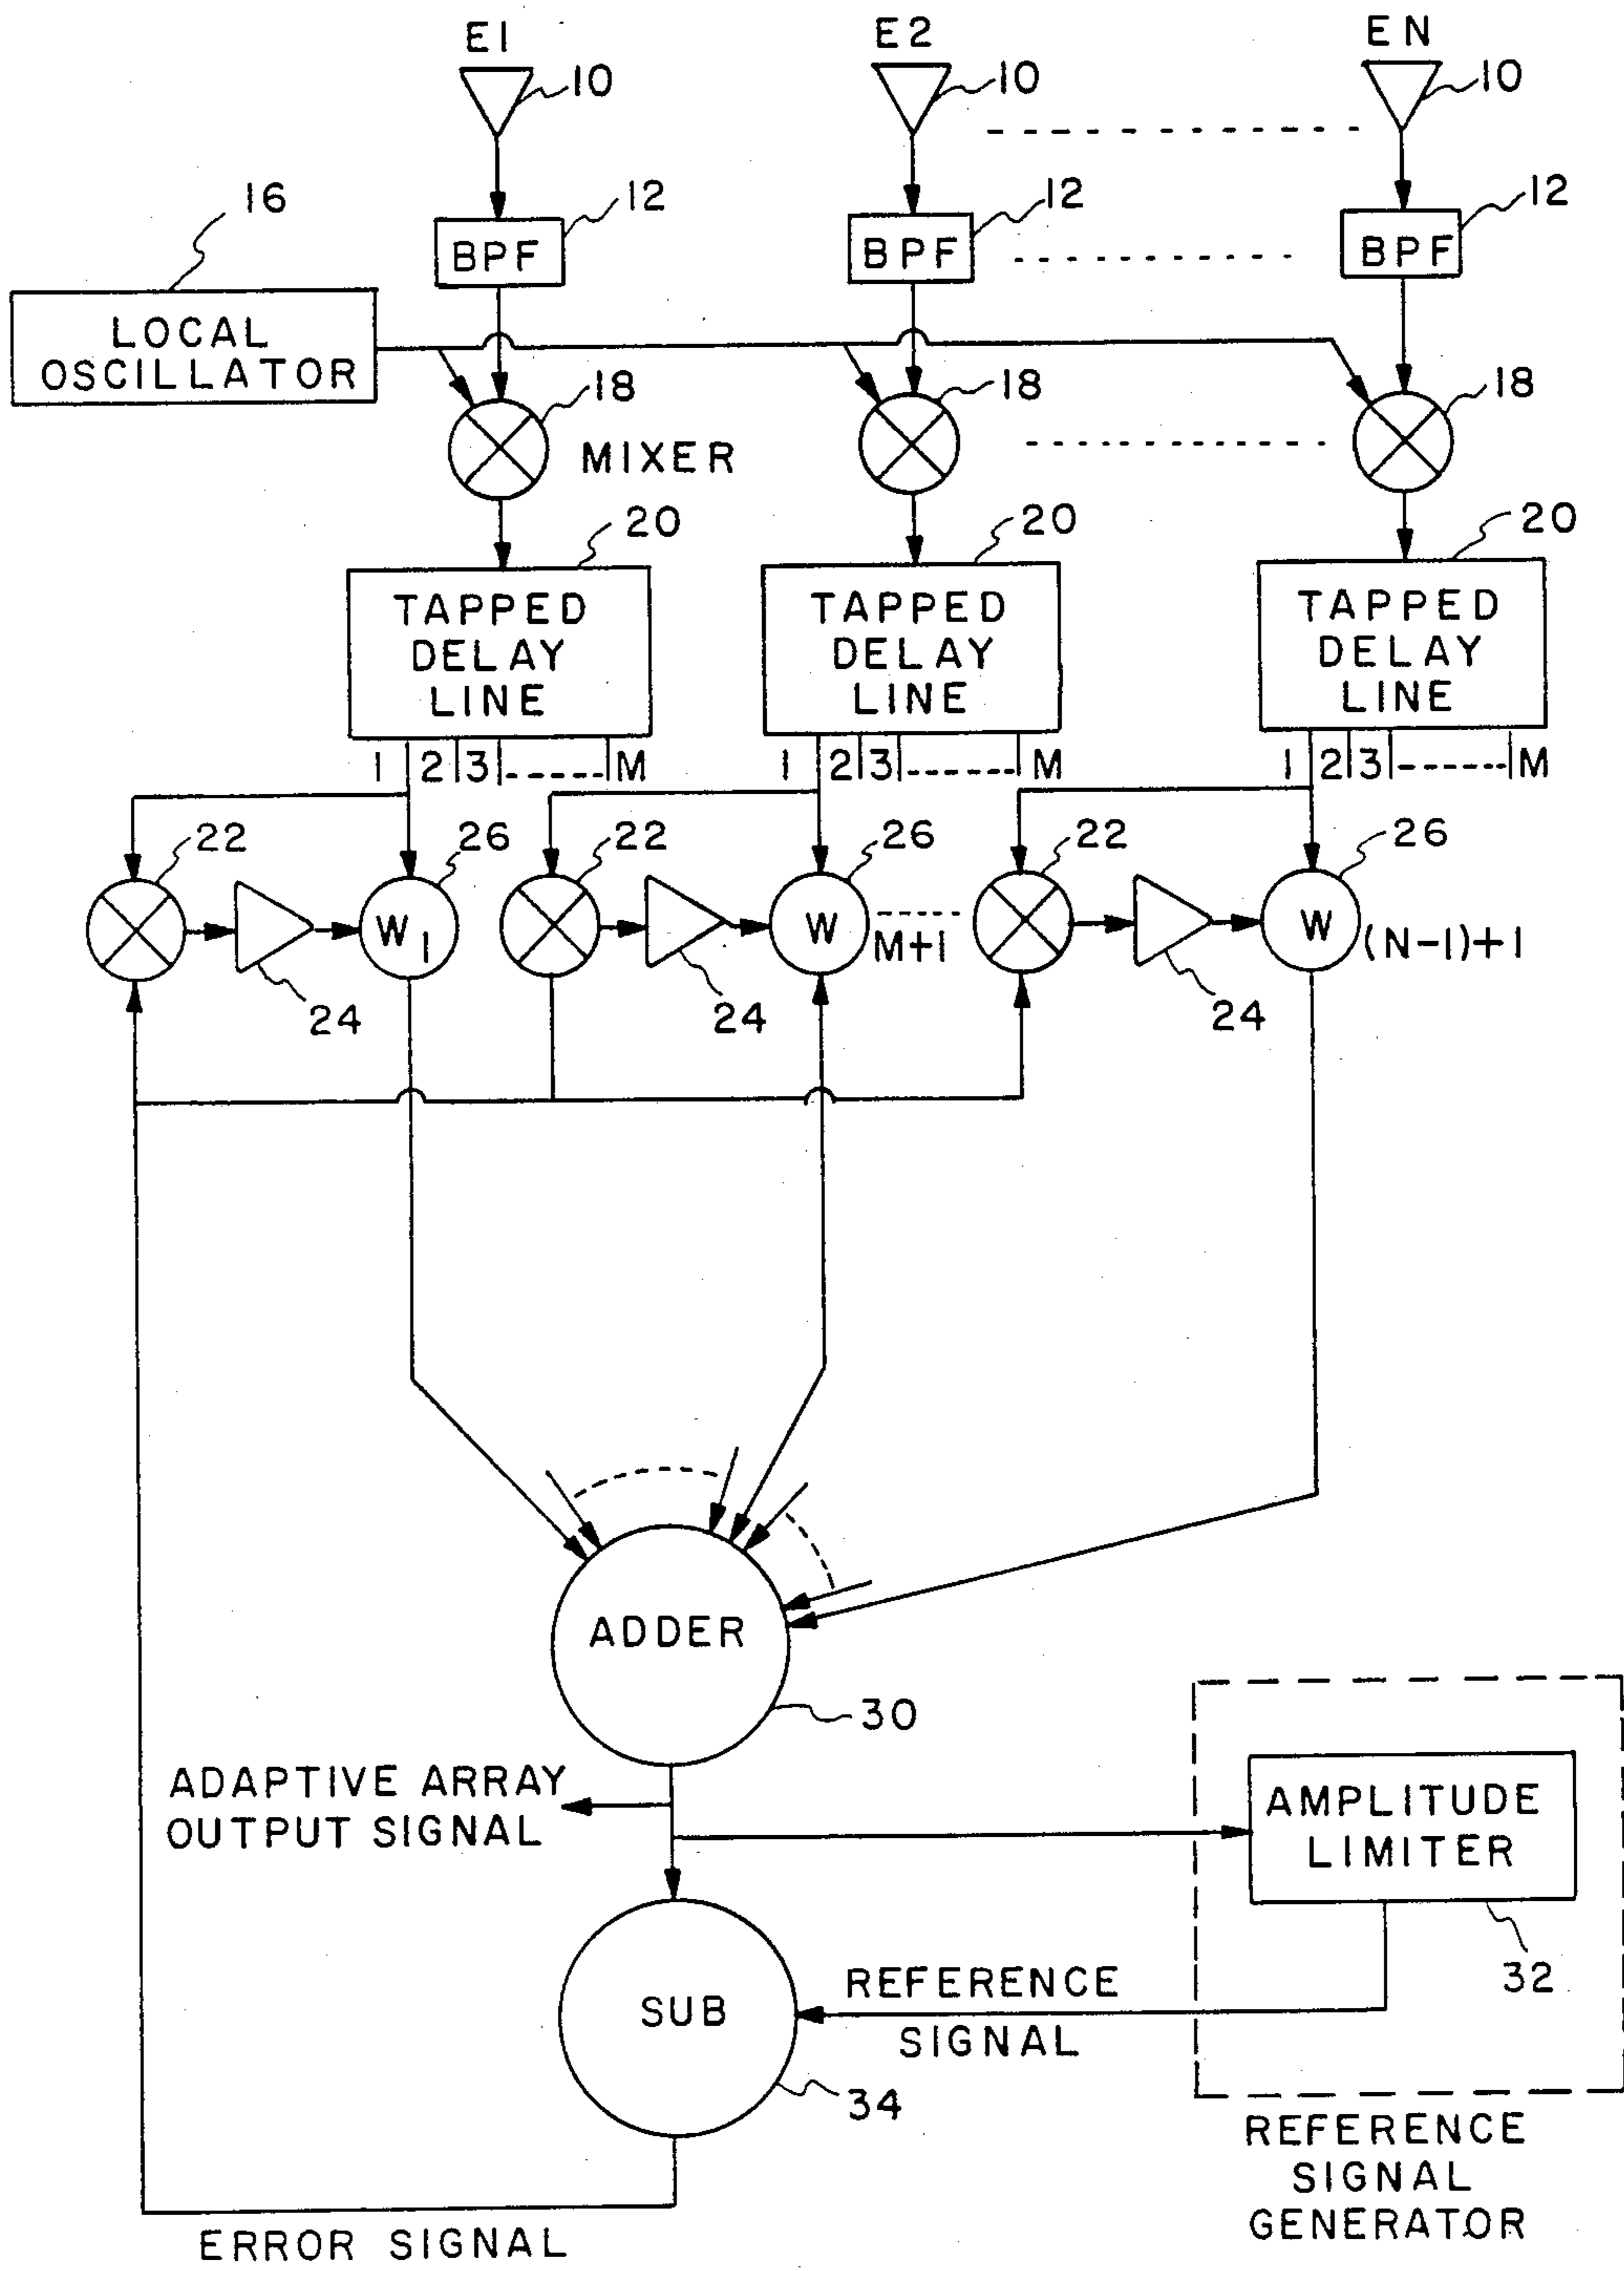 E1 E2 EN
10 10 10
16 12 12 12
BPF BPF BPF
LOCAL
OSCILLATOR
18 18 18
MIXER
20 20 20
TAPPED TAPPED TAPPED
DELAY DELAY DELAY
LINE LINE LINE
1 2 3 M 1 2 3 M 1 2 3 M
22 26 22 26 22 26
W1 W M+1 W (N-1)+1
24 24 24
ADDER
30
ADAPTIVE ARRAY
OUTPUT SIGNAL
AMPLITUDE
LIMITER
32
REFERENCE
SIGNAL
SUB
34
REFERENCE
SIGNAL
GENERATOR
ERROR SIGNAL